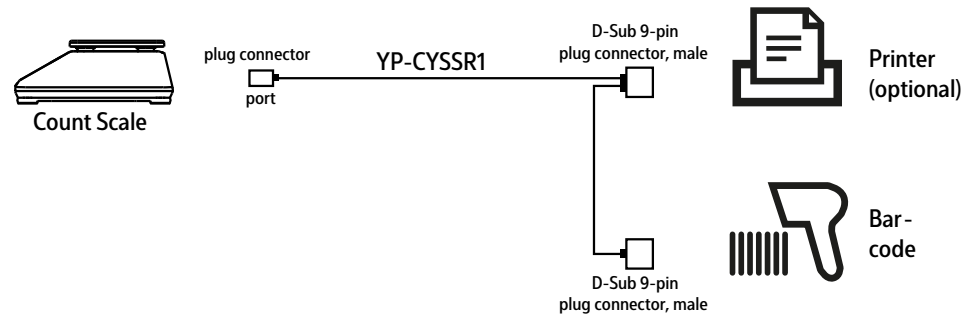 Count Scale
plug connector
port
YP-CYSSR1
D-Sub 9-pin
plug connector, male
Printer
(optional)
Bar-
code
D-Sub 9-pin
plug connector, male